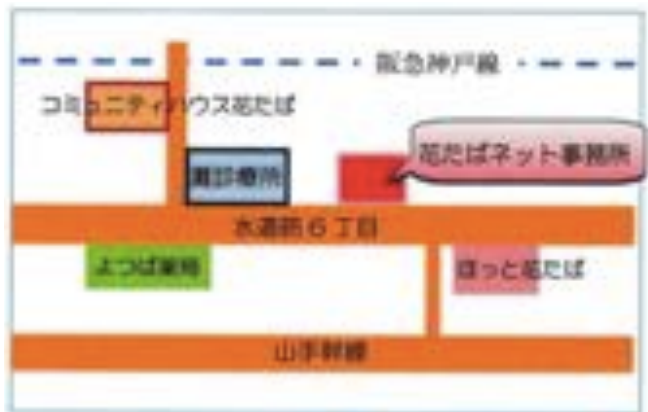 阪急神戸線
コミュニティハウス花たば
花たばネット事務所
灘診療所
水道筋6丁目
よつば薬局
ほっと花たば
山手幹線